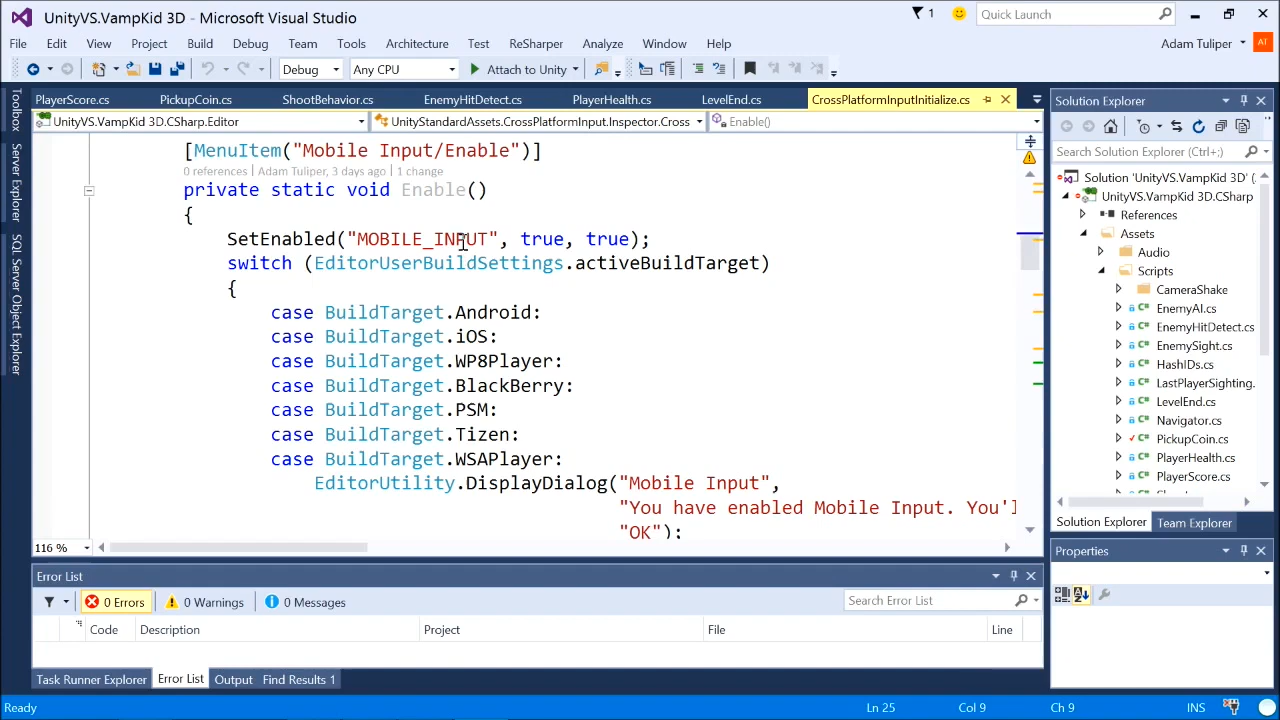 UnityVS.VampKid 3D - Microsoft Visual Studio
1
Quick Launch
File Edit View Project Build Debug Team Tools Architecture Test ReSharper Analyze Window Help
Adam Tuliper
AT
Debug Any CPU Attach to Unity
PlayerScore.cs PickupCoin.cs ShootBehavior.cs EnemyHitDetect.cs PlayerHealth.cs LevelEnd.cs CrossPlatformInputInitialize.cs
UnityVS.VampKid 3D.CSharp.Editor UnityStandardAssets.CrossPlatformInput.Inspector.Cross Enable()
Toolbox
Server Explorer
SQL Server Object Explorer
[MenuItem("Mobile Input/Enable")]
0 references | Adam Tuliper, 3 days ago | 1 change
private static void Enable()
{
SetEnabled("MOBILE_INPUT", true, true);
switch (EditorUserBuildSettings.activeBuildTarget)
{
case BuildTarget.Android:
case BuildTarget.iOS:
case BuildTarget.WP8Player:
case BuildTarget.BlackBerry:
case BuildTarget.PSM:
case BuildTarget.Tizen:
case BuildTarget.WSAPlayer:
EditorUtility.DisplayDialog("Mobile Input",
"You have enabled Mobile Input. You'l
"OK");
116 %
Solution Explorer
Search Solution Explorer (Ctrl+;)
Solution 'UnityVS.VampKid 3D' (
UnityVS.VampKid 3D.CSharp
References
Assets
Audio
Scripts
CameraShake
EnemyAI.cs
EnemyHitDetect.cs
EnemySight.cs
HashIDs.cs
LastPlayerSighting.
LevelEnd.cs
Navigator.cs
PickupCoin.cs
PlayerHealth.cs
PlayerScore.cs
Solution Explorer Team Explorer
Properties
Error List
0 Errors 0 Warnings 0 Messages
Search Error List
Code Description Project File Line
Task Runner Explorer Error List Output Find Results 1
Ready Ln 25 Col 9 Ch 9 INS